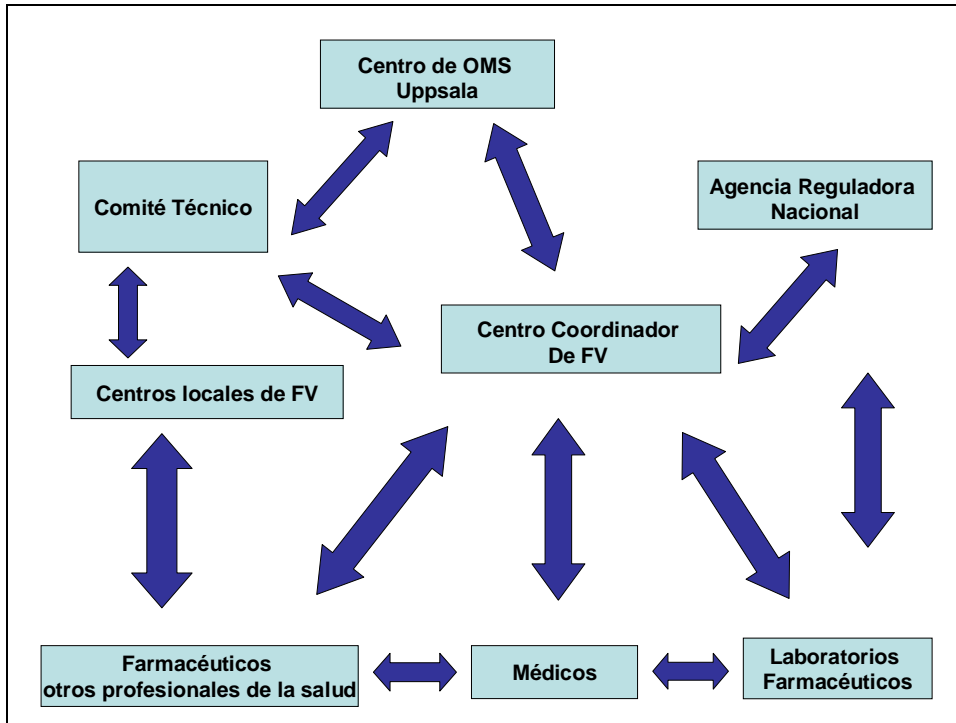 Centro de OMS
Uppsala
Comité Técnico
Agencia Reguladora
Nacional
Centro Coordinador
De FV
Centros locales de FV
Farmacéuticos
otros profesionales de la salud
Médicos
Laboratorios
Farmacéuticos